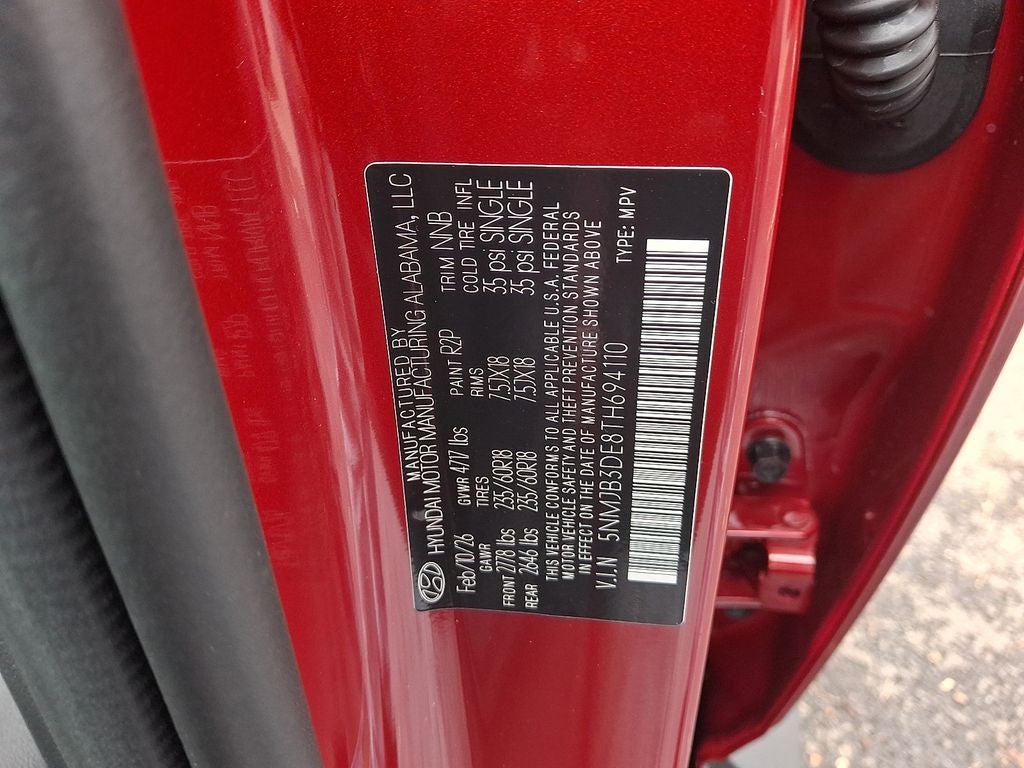 MANUFACTURED BY
HYUNDAI MOTOR MANUFACTURING ALABAMA, LLC
Feb/10/26 GVWR 4717 lbs PAINT R2P TRIM NNB
GAWR TIRES RIMS COLD TIRE INFL
FRONT 2778 lbs 235/60R18 7.5JX18 35 psi SINGLE
REAR 2646 lbs 235/60R18 7.5JX18 35 psi SINGLE
THIS VEHICLE CONFORMS TO ALL APPLICABLE U.S.A. FEDERAL
MOTOR VEHICLE SAFETY AND THEFT PREVENTION STANDARDS
IN EFFECT ON DATE OF MANUFACTURE SHOWN ABOVE
V.I.N 5NMJB3DE8TH694110 TYPE: MPV